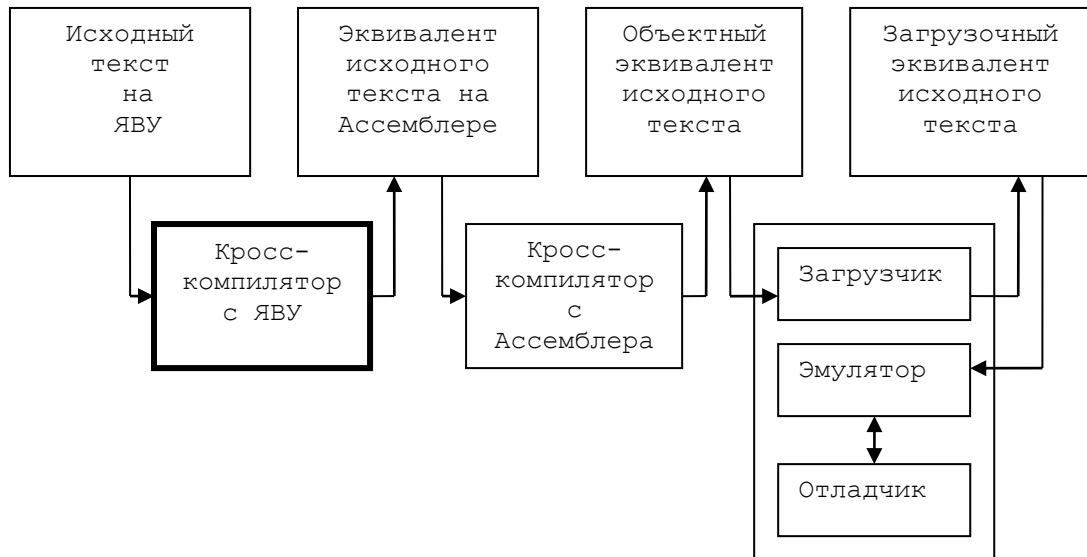 Исходный
текст
на
ЯВУ
Эквивалент
исходного
текста на
Ассемблере
Объектный
эквивалент
исходного
текста
Загрузочный
эквивалент
исходного
текста
Кросс-
компилятор
с ЯВУ
Кросс-
компилятор
с
Ассемблера
Загрузчик
Эмулятор
Отладчик